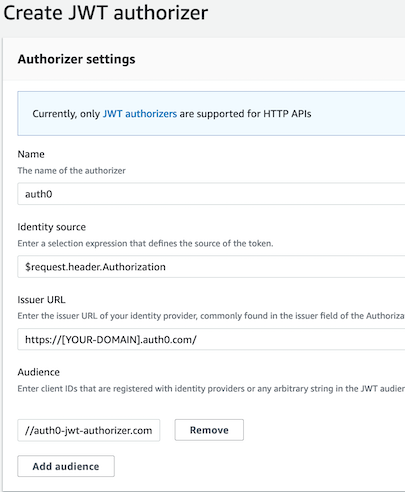 Create JWT authorizer
Authorizer settings
Currently, only JWT authorizers are supported for HTTP APIs
Name
The name of the authorizer
auth0
Identity source
Enter a selection expression that defines the source of the token.
$request.header.Authorization
Issuer URL
Enter the issuer URL of your identity provider, commonly found in the issuer field of the Authoriza
https://[YOUR-DOMAIN].auth0.com/
Audience
Enter client IDs that are registered with identity providers or any arbitrary string in the JWT audien
//auth0-jwt-authorizer.com Remove
Add audience